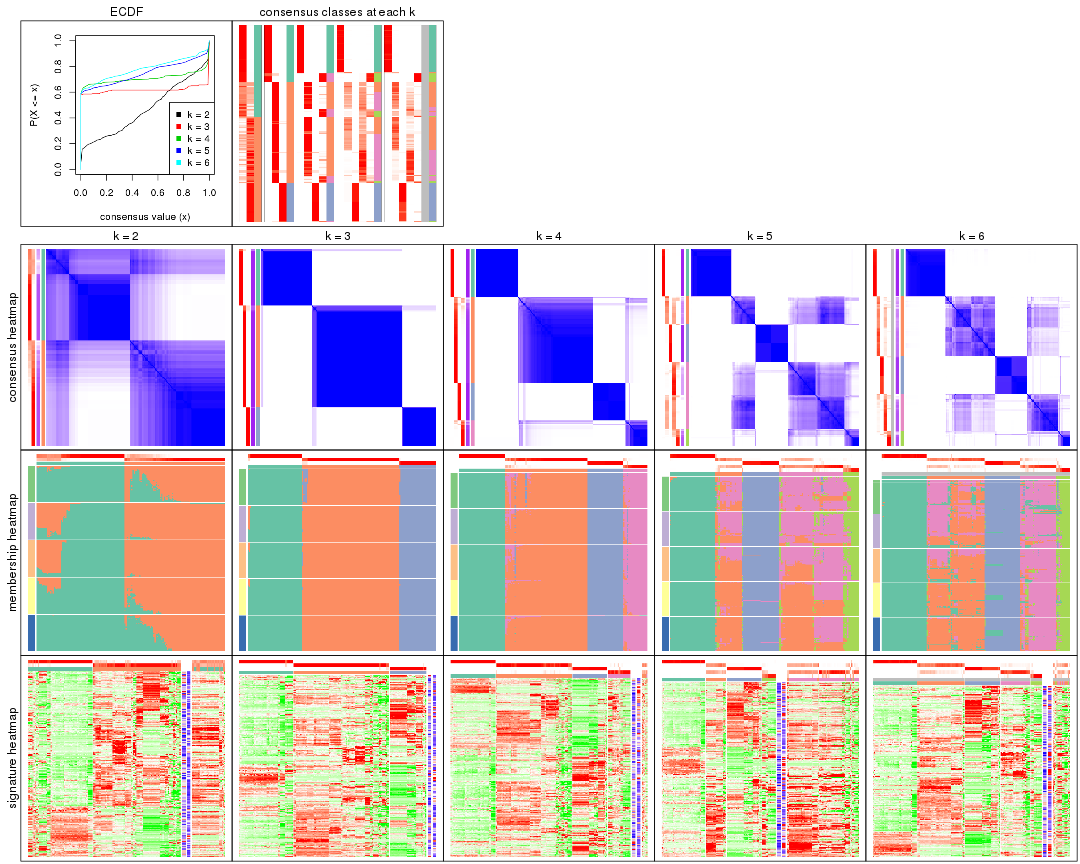 ECDF
consensus classes at each k
P(X <= x)
0.0 0.2 0.4 0.6 0.8 1.0
k = 2
k = 3
k = 4
k = 5
k = 6
0.0 0.2 0.4 0.6 0.8 1.0
consensus value (x)
k = 2 k = 3 k = 4 k = 5 k = 6
consensus heatmap
membership heatmap
signature heatmap